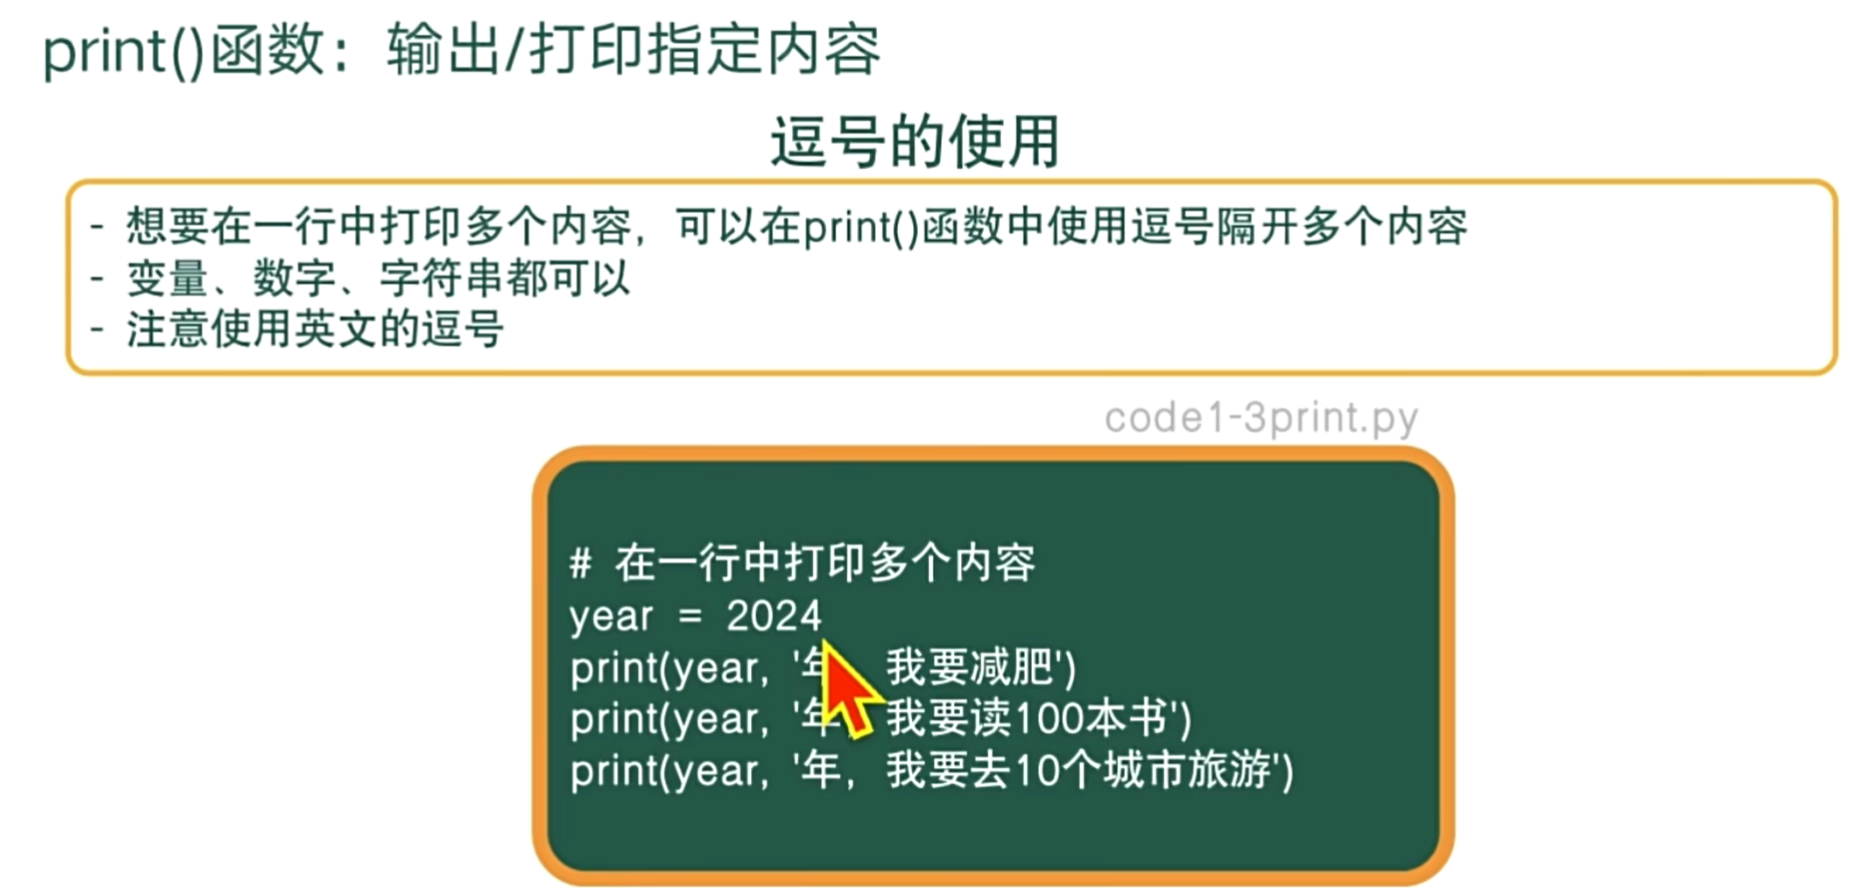 print()函数：输出/打印指定内容
逗号的使用
- 想要在一行中打印多个内容，可以在print()函数中使用逗号隔开多个内容
- 变量、数字、字符串都可以
- 注意使用英文的逗号
code1-3print.py
# 在一行中打印多个内容
year = 2024
print(year, '年，我要减肥')
print(year, '年，我要读100本书')
print(year, '年，我要去10个城市旅游')